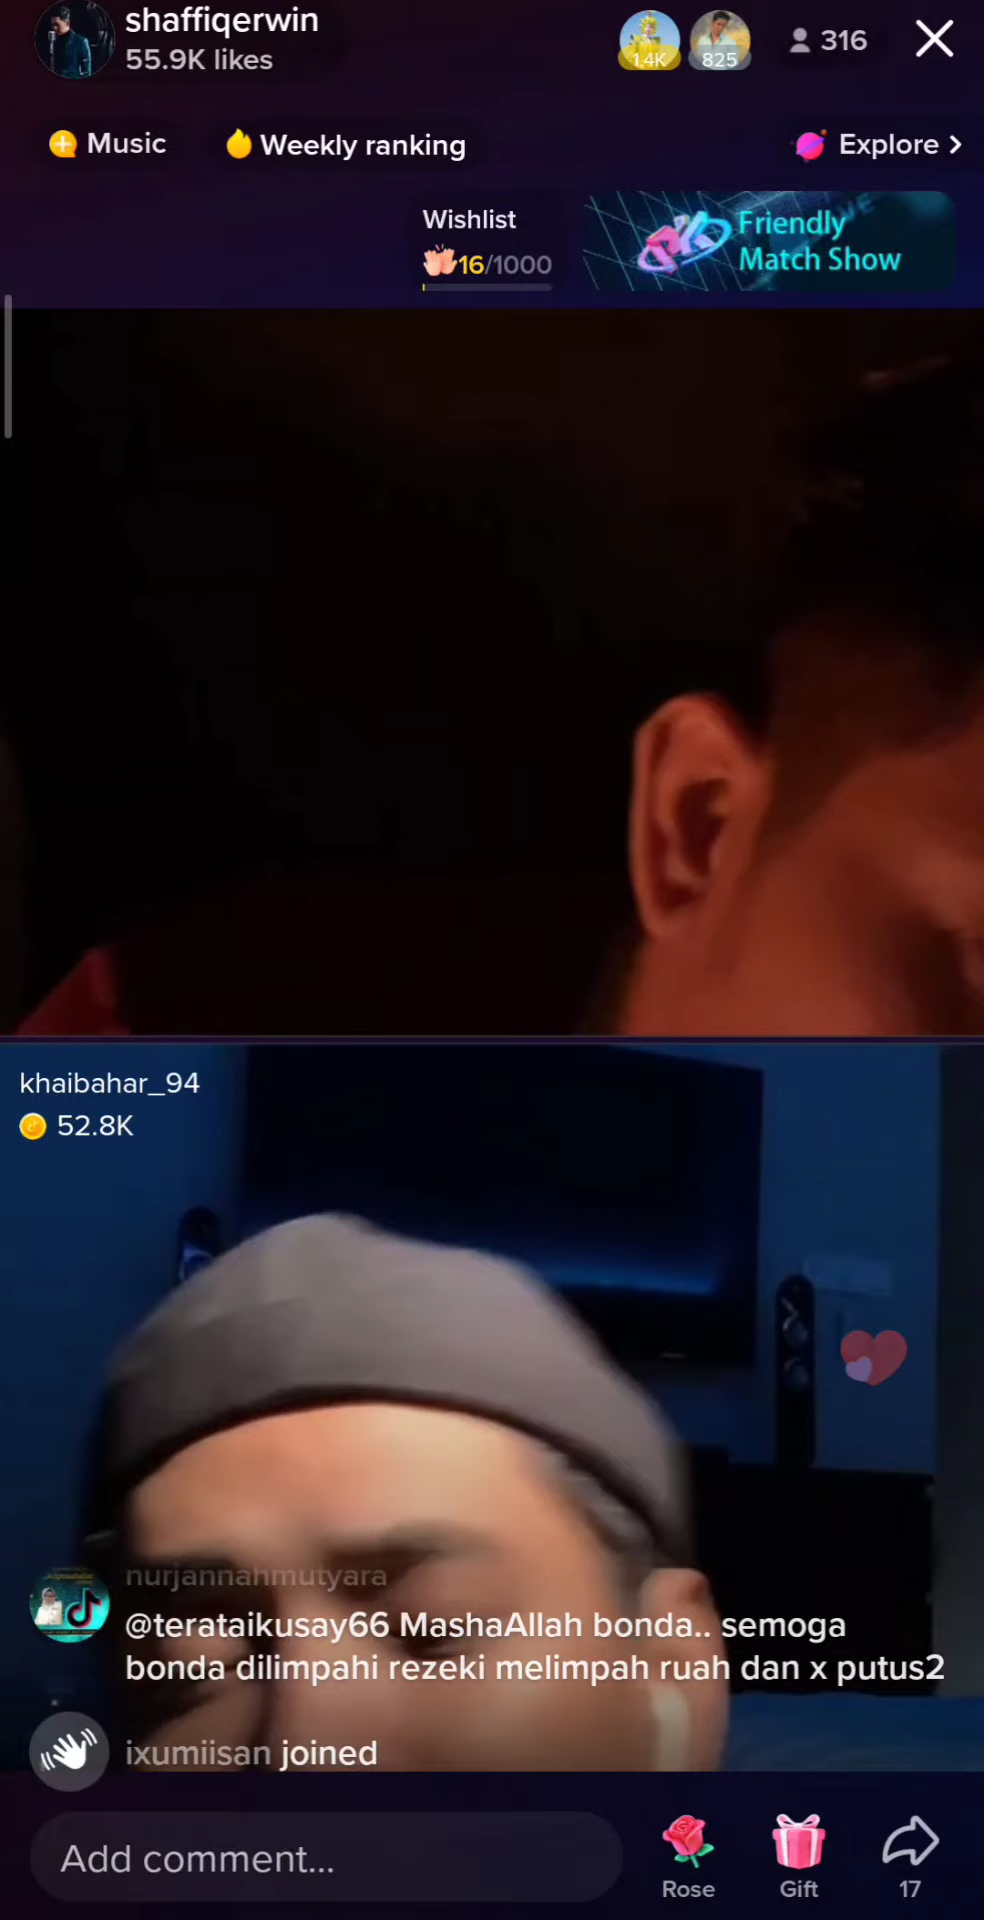 shaffiqerwin
55.9K likes
1.4K
825
316
Music
Weekly ranking
Explore >
Wishlist
16/1000
Friendly
Match Show
khaibahar_94
52.8K
nurjannahmutyara
@terataikusay66 MashaAllah bonda.. semoga
bonda dilimpahi rezeki melimpah ruah dan x putus2
ixumiisan joined
Add comment...
Rose
Gift
17